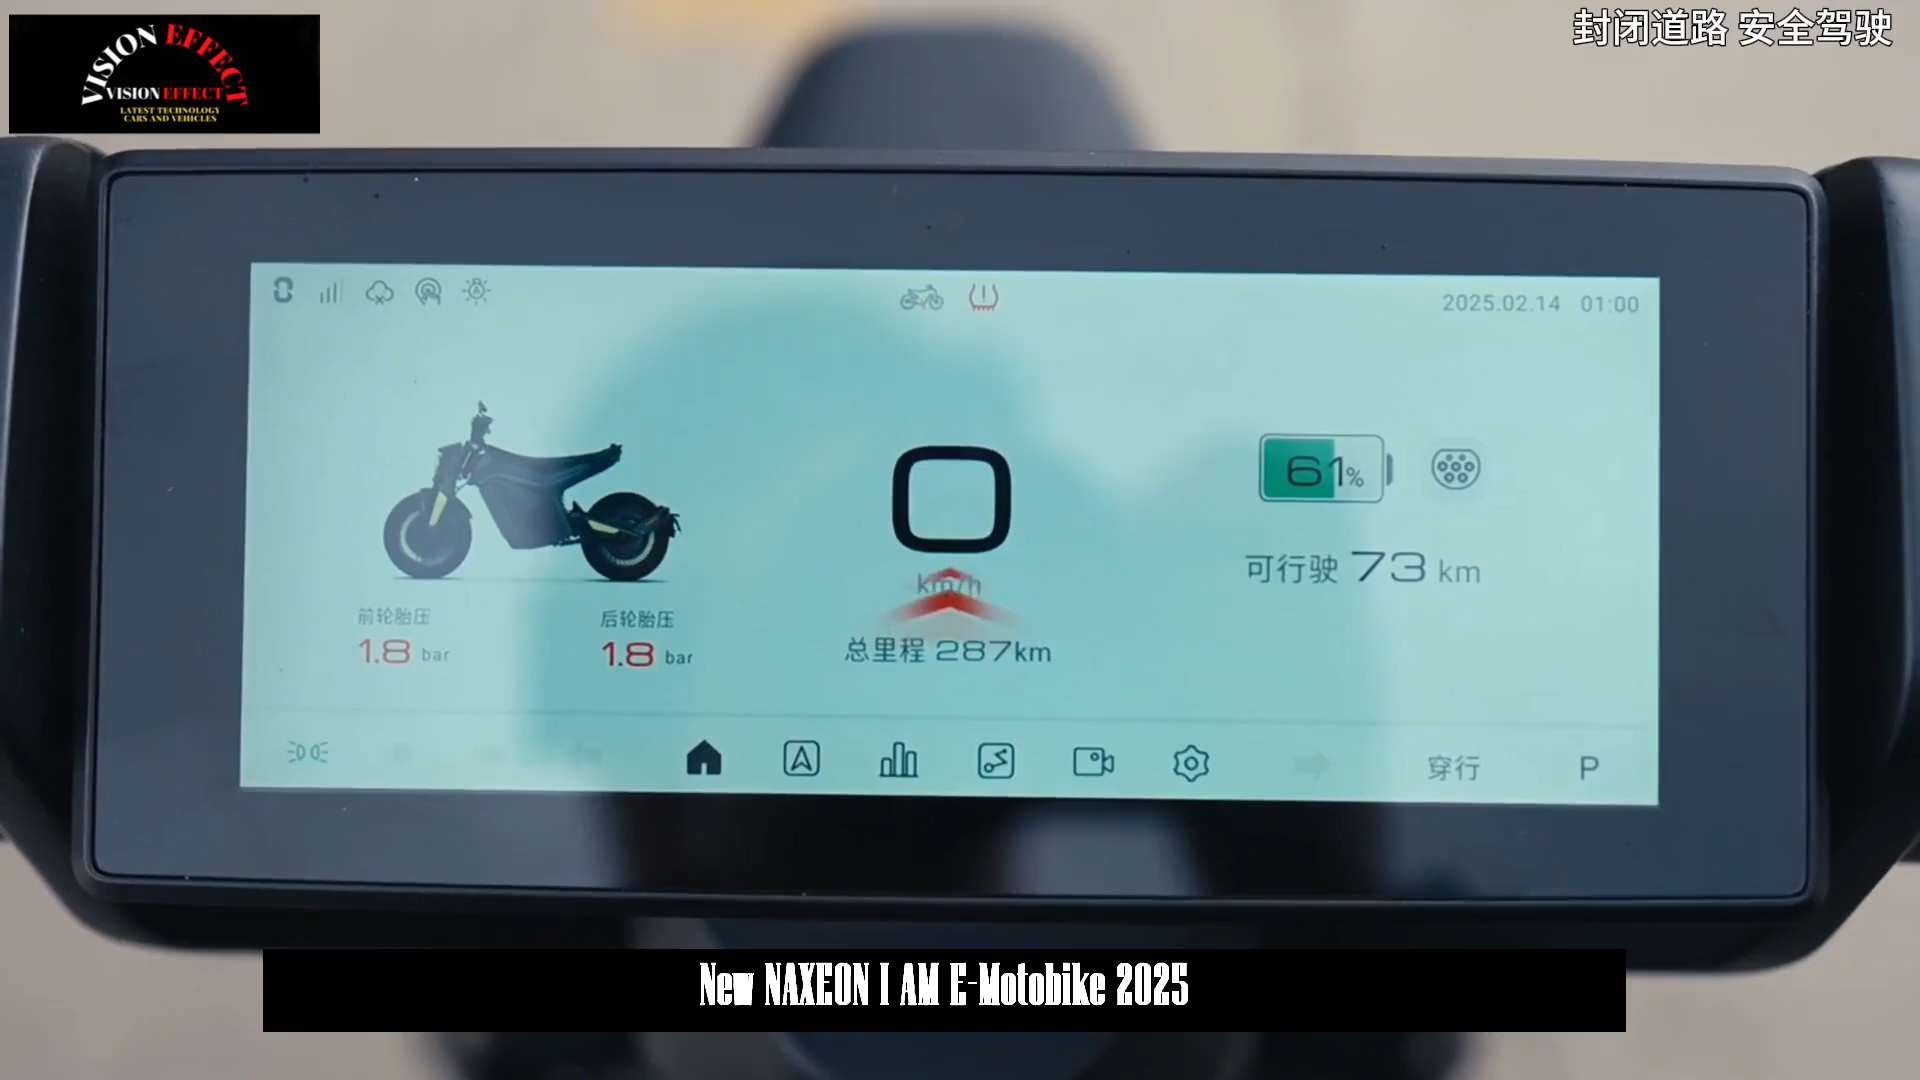 VISION EFFECT
VISION EFFECT
LATEST TECHNOLOGY
CARS AND VEHICLES
封闭道路 安全驾驶
2025.02.14 01:00
61%
0
km/h
可行驶 73 km
前轮胎压
1.8 bar
后轮胎压
1.8 bar
总里程 287km
穿行
P
New NAXEON I AM E-Motobike 2025